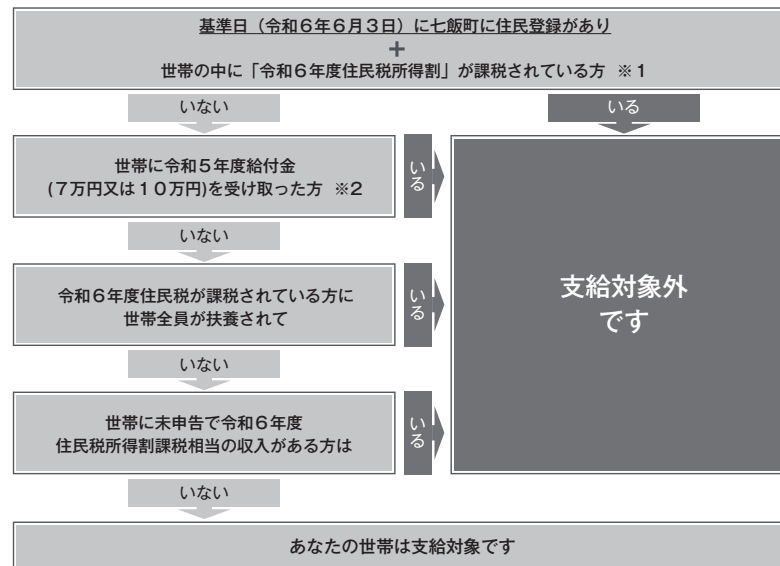 基準日（令和６年６月３日）に七飯町に住民登録があり
＋
世帯の中に「令和６年度住民税所得割」が課税されている方　※１
いない
いる
世帯に令和５年度給付金
(７万円又は１０万円)を受け取った方　※２
いる
いない
令和６年度住民税が課税されている方に
世帯全員が扶養されて
いる
支給対象外
です
いない
世帯に未申告で令和６年度
住民税所得割課税相当の収入がある方は
いる
いない
あなたの世帯は支給対象です